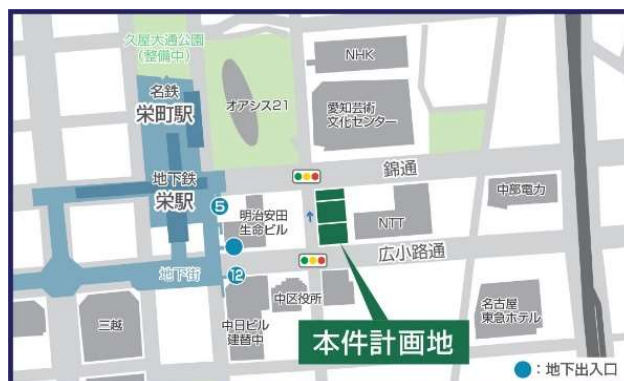 久屋大通公園
(整備中)
名鉄
栄町駅
オアシス21
NHK
愛知芸術
文化センター
錦通
地下鉄
栄駅
5
明治安田
生命ビル
NTT
中部電力
広小路通
地下街
12
中区役所
三越
中日ビル
建替中
名古屋
東急ホテル
本件計画地
:地下出入口